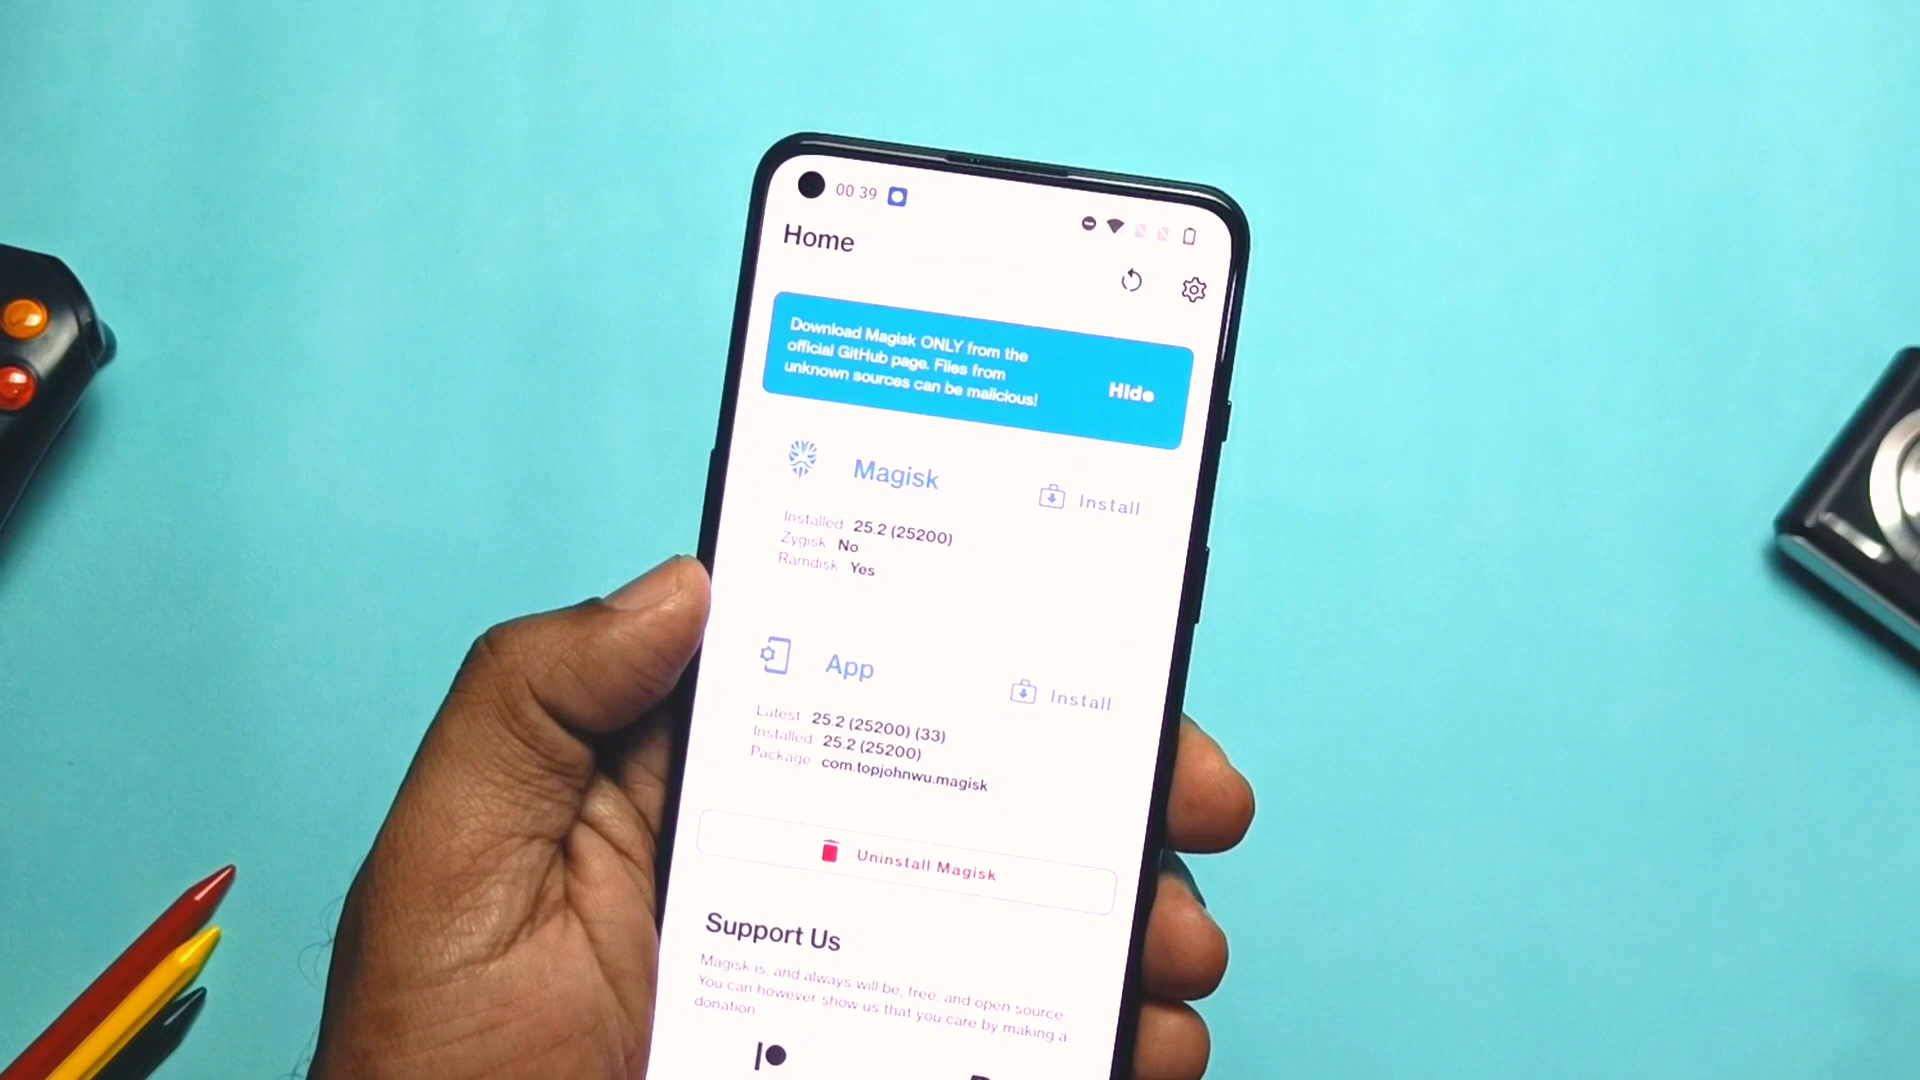 00 39
Home
Download Magisk ONLY from the
official GitHub page. Files from
unknown sources can be malicious!
Hide
Magisk
Install
Installed 25.2 (25200)
Zygisk No
Ramdisk Yes
App
Install
Latest 25.2 (25200) (33)
Installed 25.2 (25200)
Package com.topjohnwu.magisk
Uninstall Magisk
Support Us
Magisk is, and always will be, free, and open source
You can however show us that you care by making a
donation